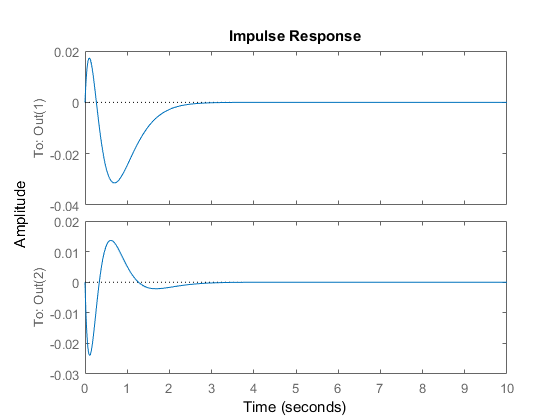 Impulse Response
Amplitude
To: Out(1)
0.02
0
-0.02
-0.04
To: Out(2)
0.02
0.01
0
-0.01
-0.02
-0.03
0 1 2 3 4 5 6 7 8 9 10
Time (seconds)